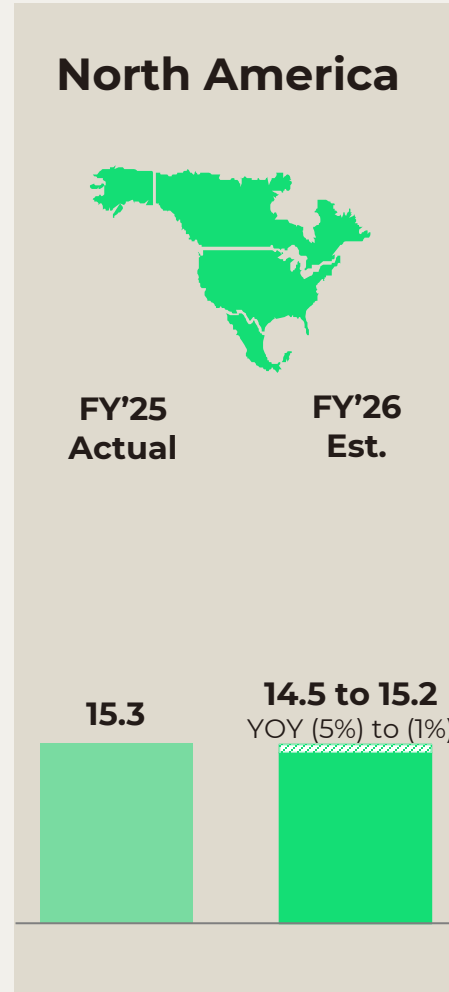 North America
FY’25
Actual
FY’26
Est.
15.3
14.5 to 15.2
YOY (5%) to (1%)